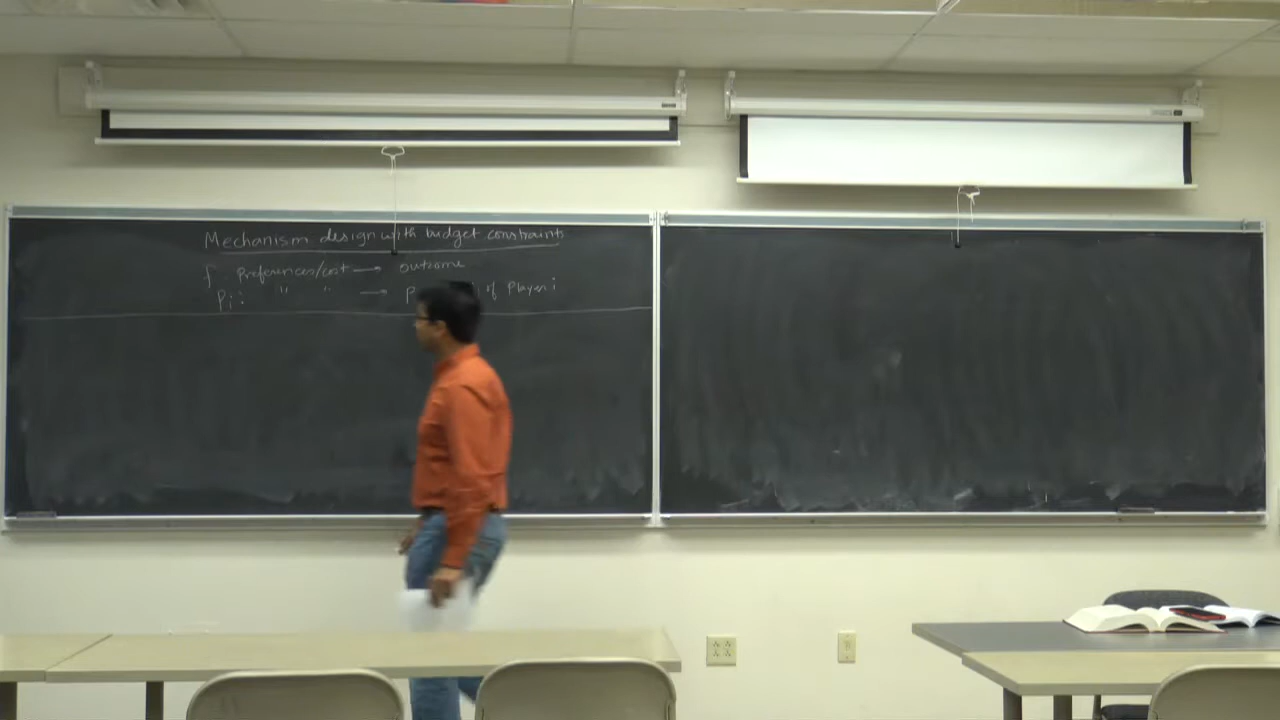 Mechanism design with budget constraints
f Preferences/cost → outcome
Pi: " " → P of Player i